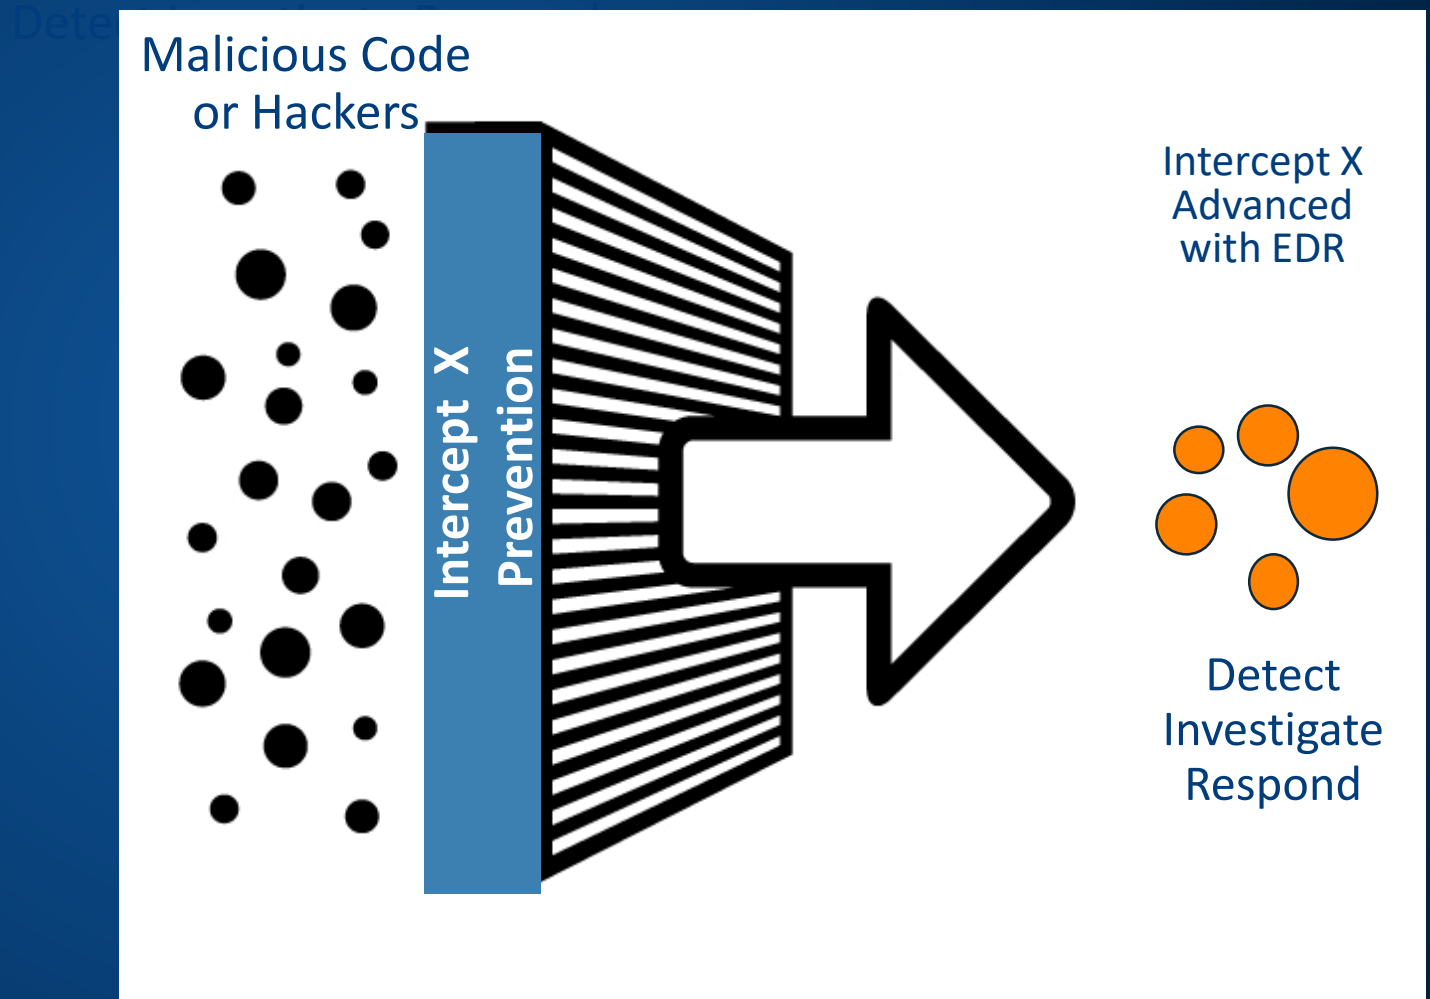 Malicious Code
or Hackers
Intercept X
Prevention
Intercept X
Advanced
with EDR
Detect
Investigate
Respond